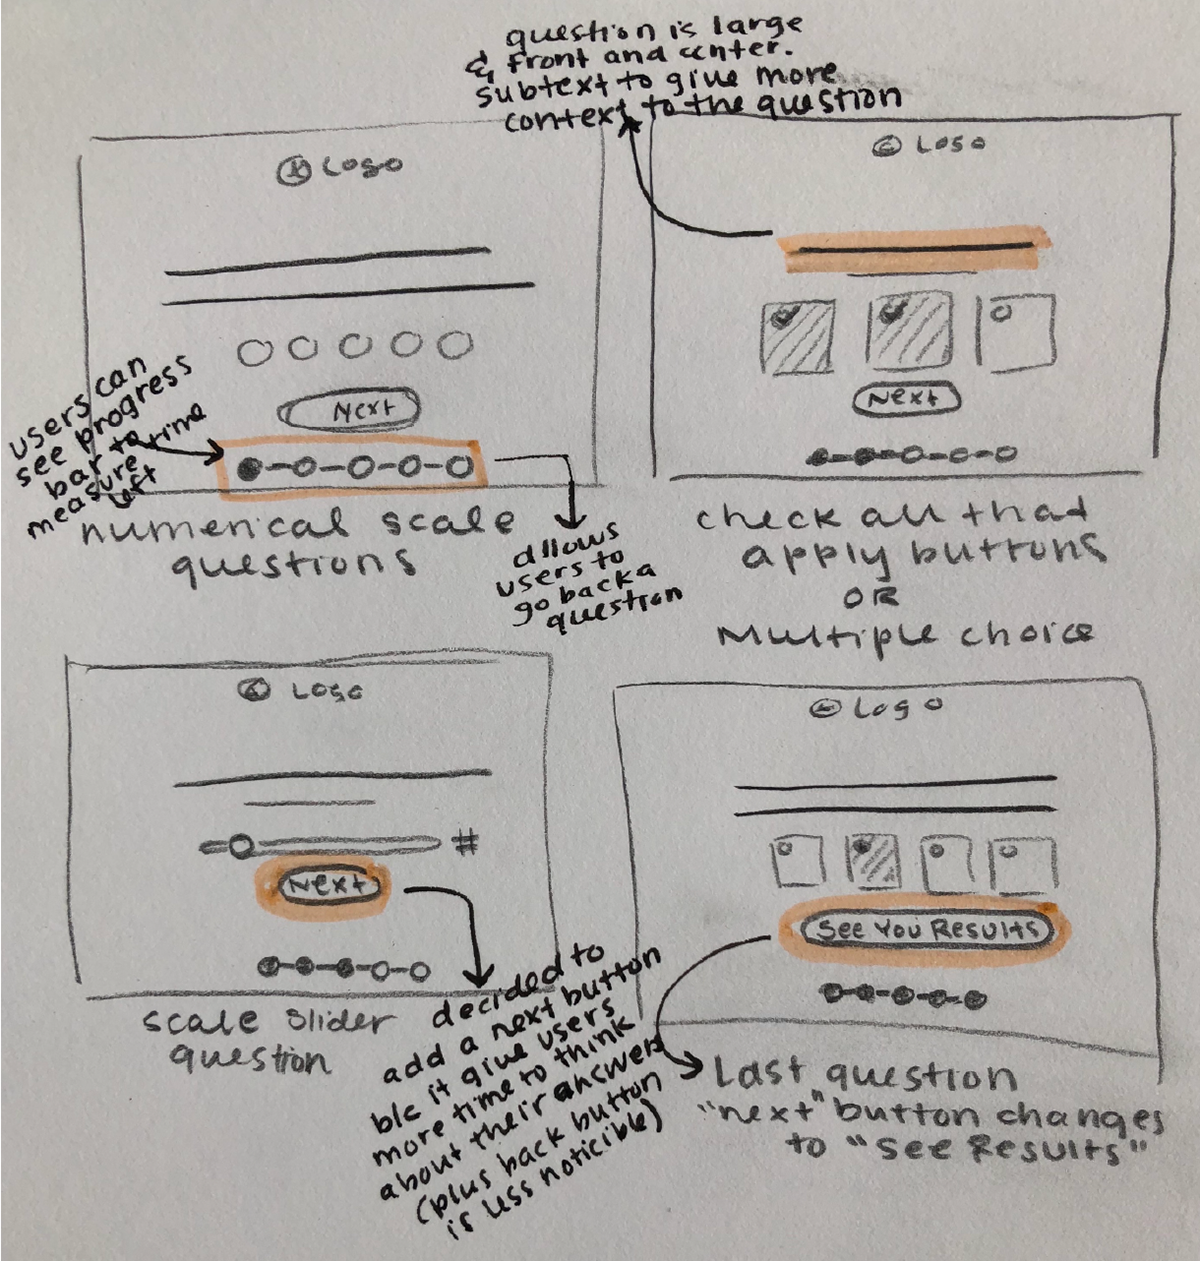 question is large
& front and center.
subtext to give more
context to the question
Logo
Next
users can
see progress
bar to time
measure
left
numerical scale
questions
allows
users to
go back a
question
Logo
Next
check all that
apply buttons
OR
Multiple choice
Logo
#
Next
scale slider
question
decided to
add a next button
b/c it give users
more time to think
about their answers
(plus back button
is less noticible)
Logo
See You Results
Last question
"next" button changes
to "see Results"